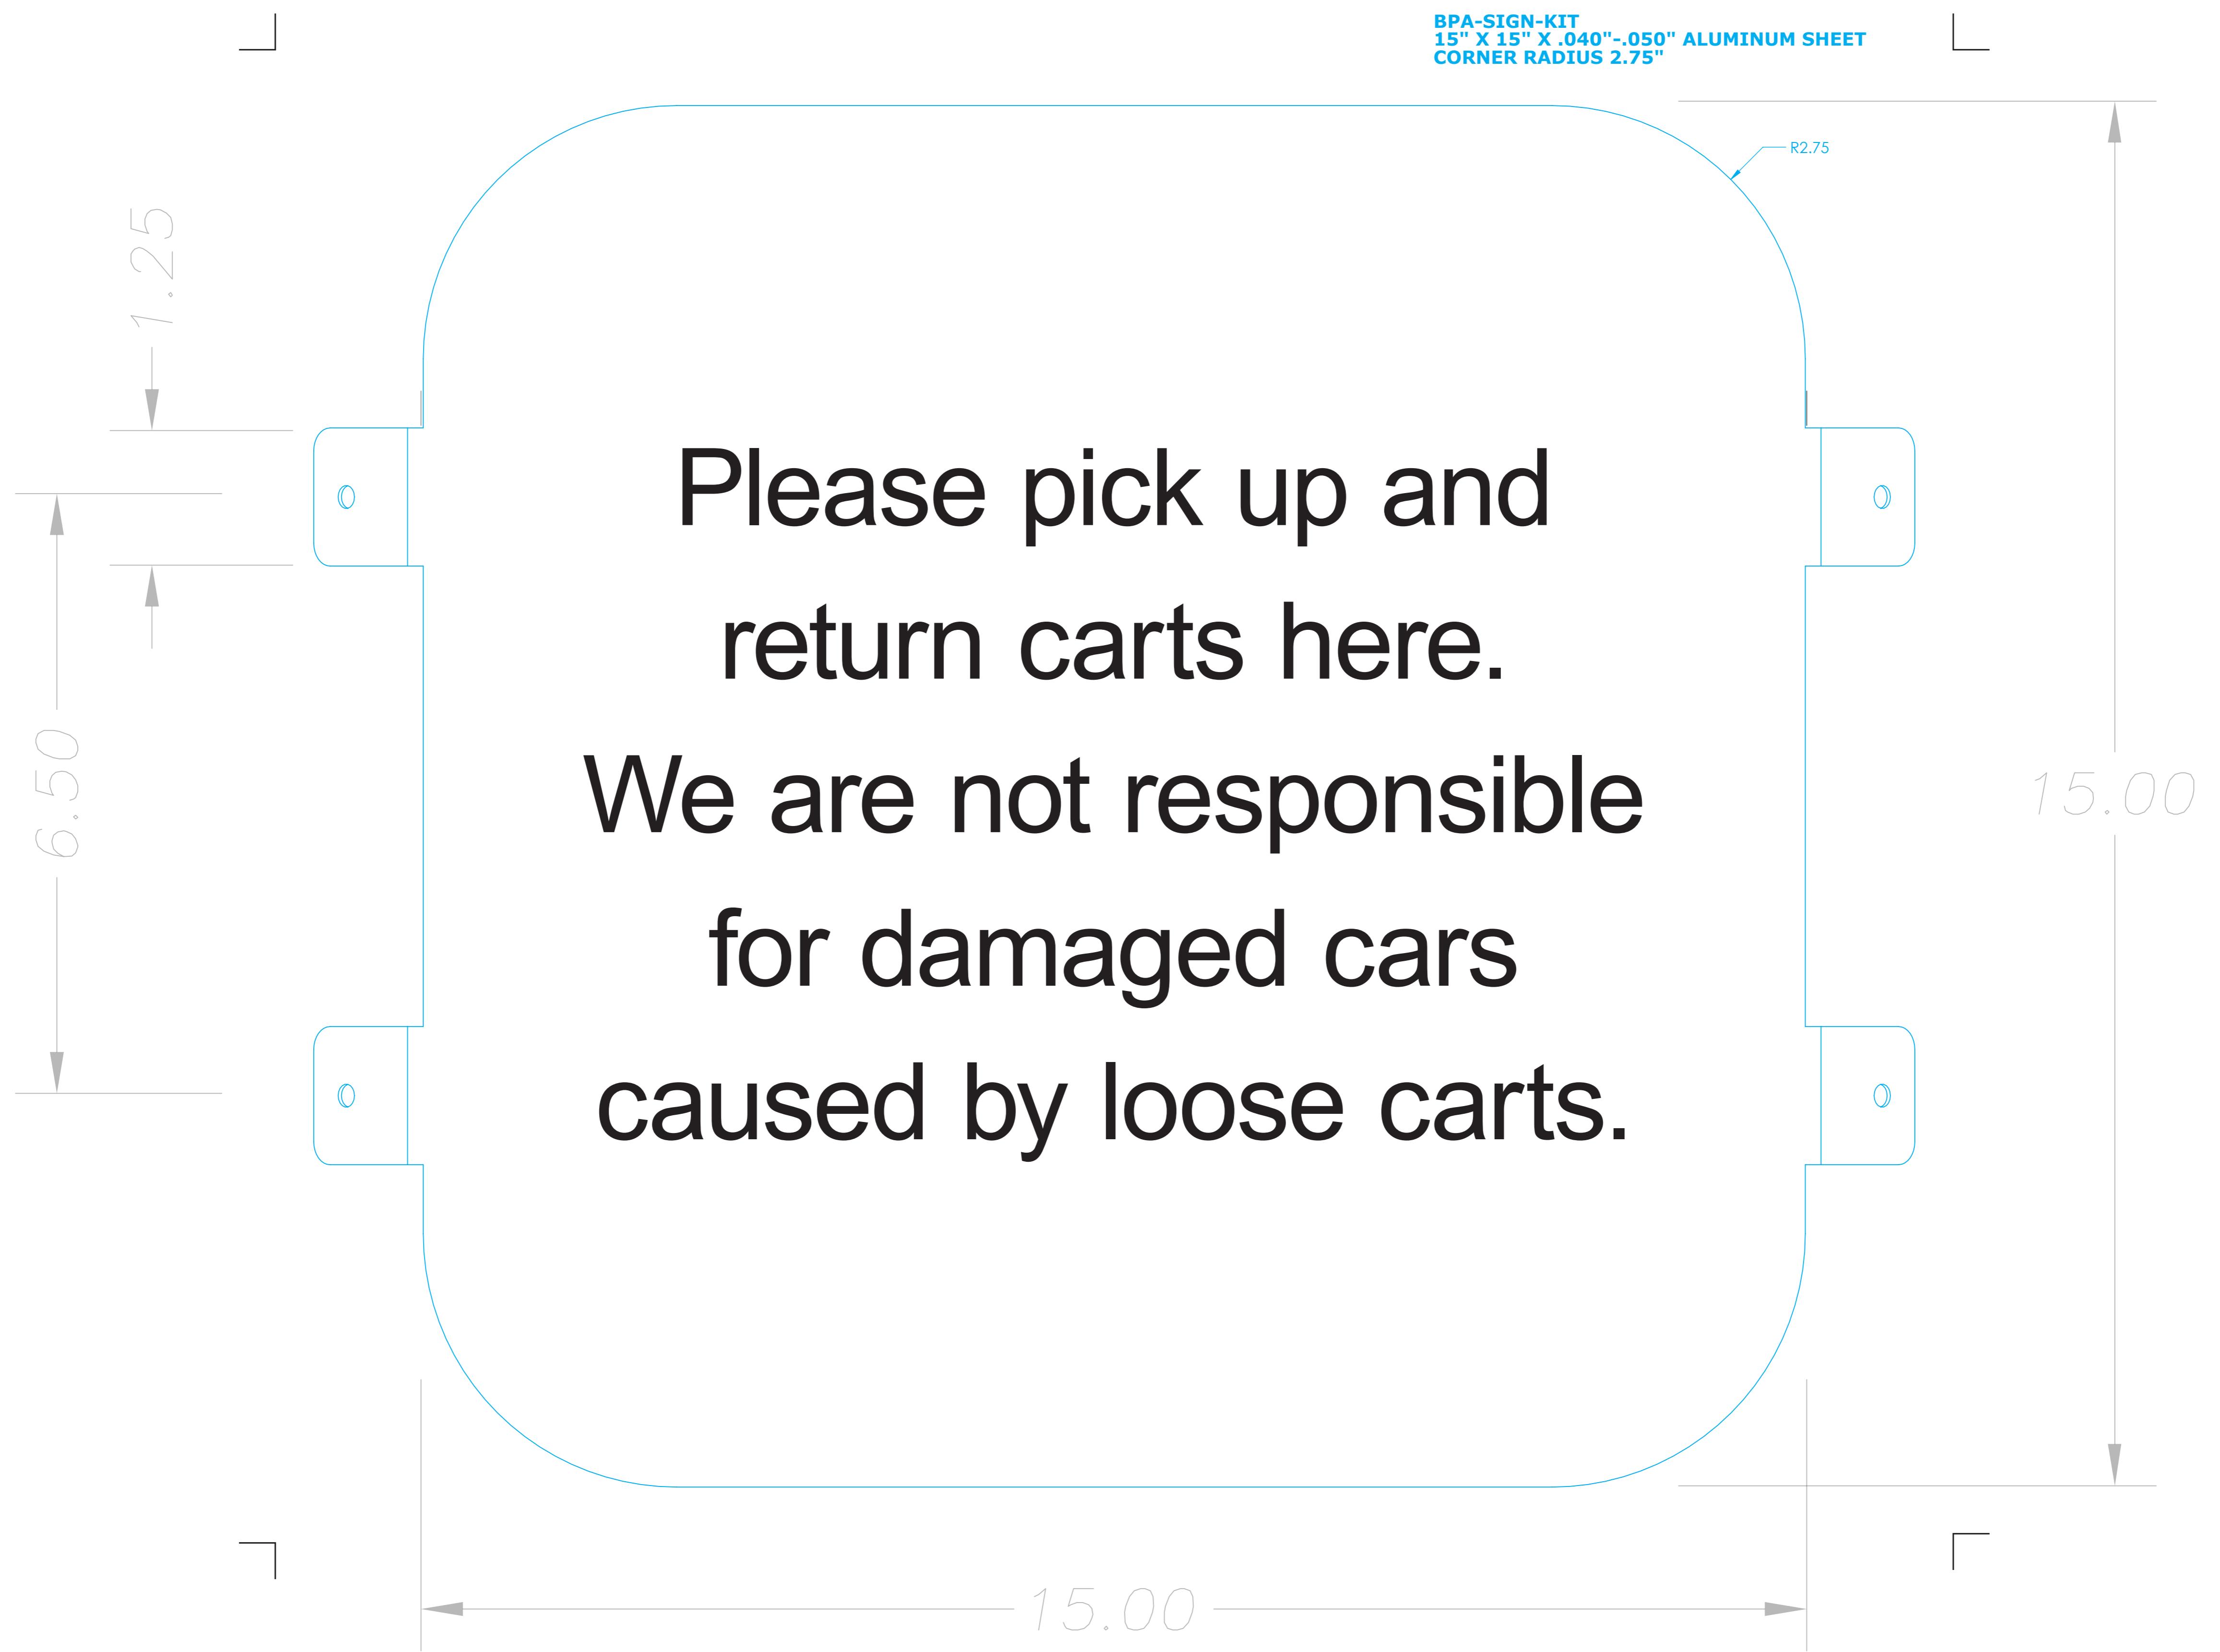 BPA-SIGN-KIT
15" X 15" X .040"-.050" ALUMINUM SHEET
CORNER RADIUS 2.75"
R2.75
1.25
Please pick up and
return carts here.
We are not responsible
for damaged cars
caused by loose carts.
6.50
15.00
15.00